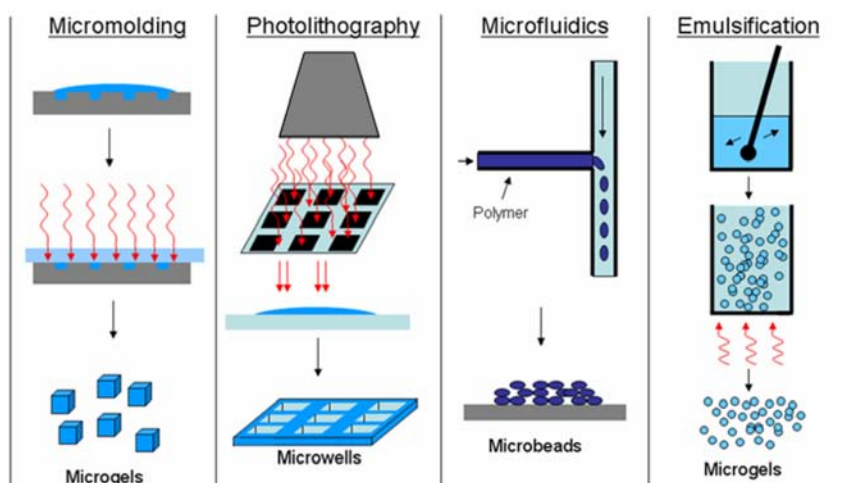 Micromolding
Photolithography
Microfluidics
Emulsification
Polymer
Microgels
Microwells
Microbeads
Microgels